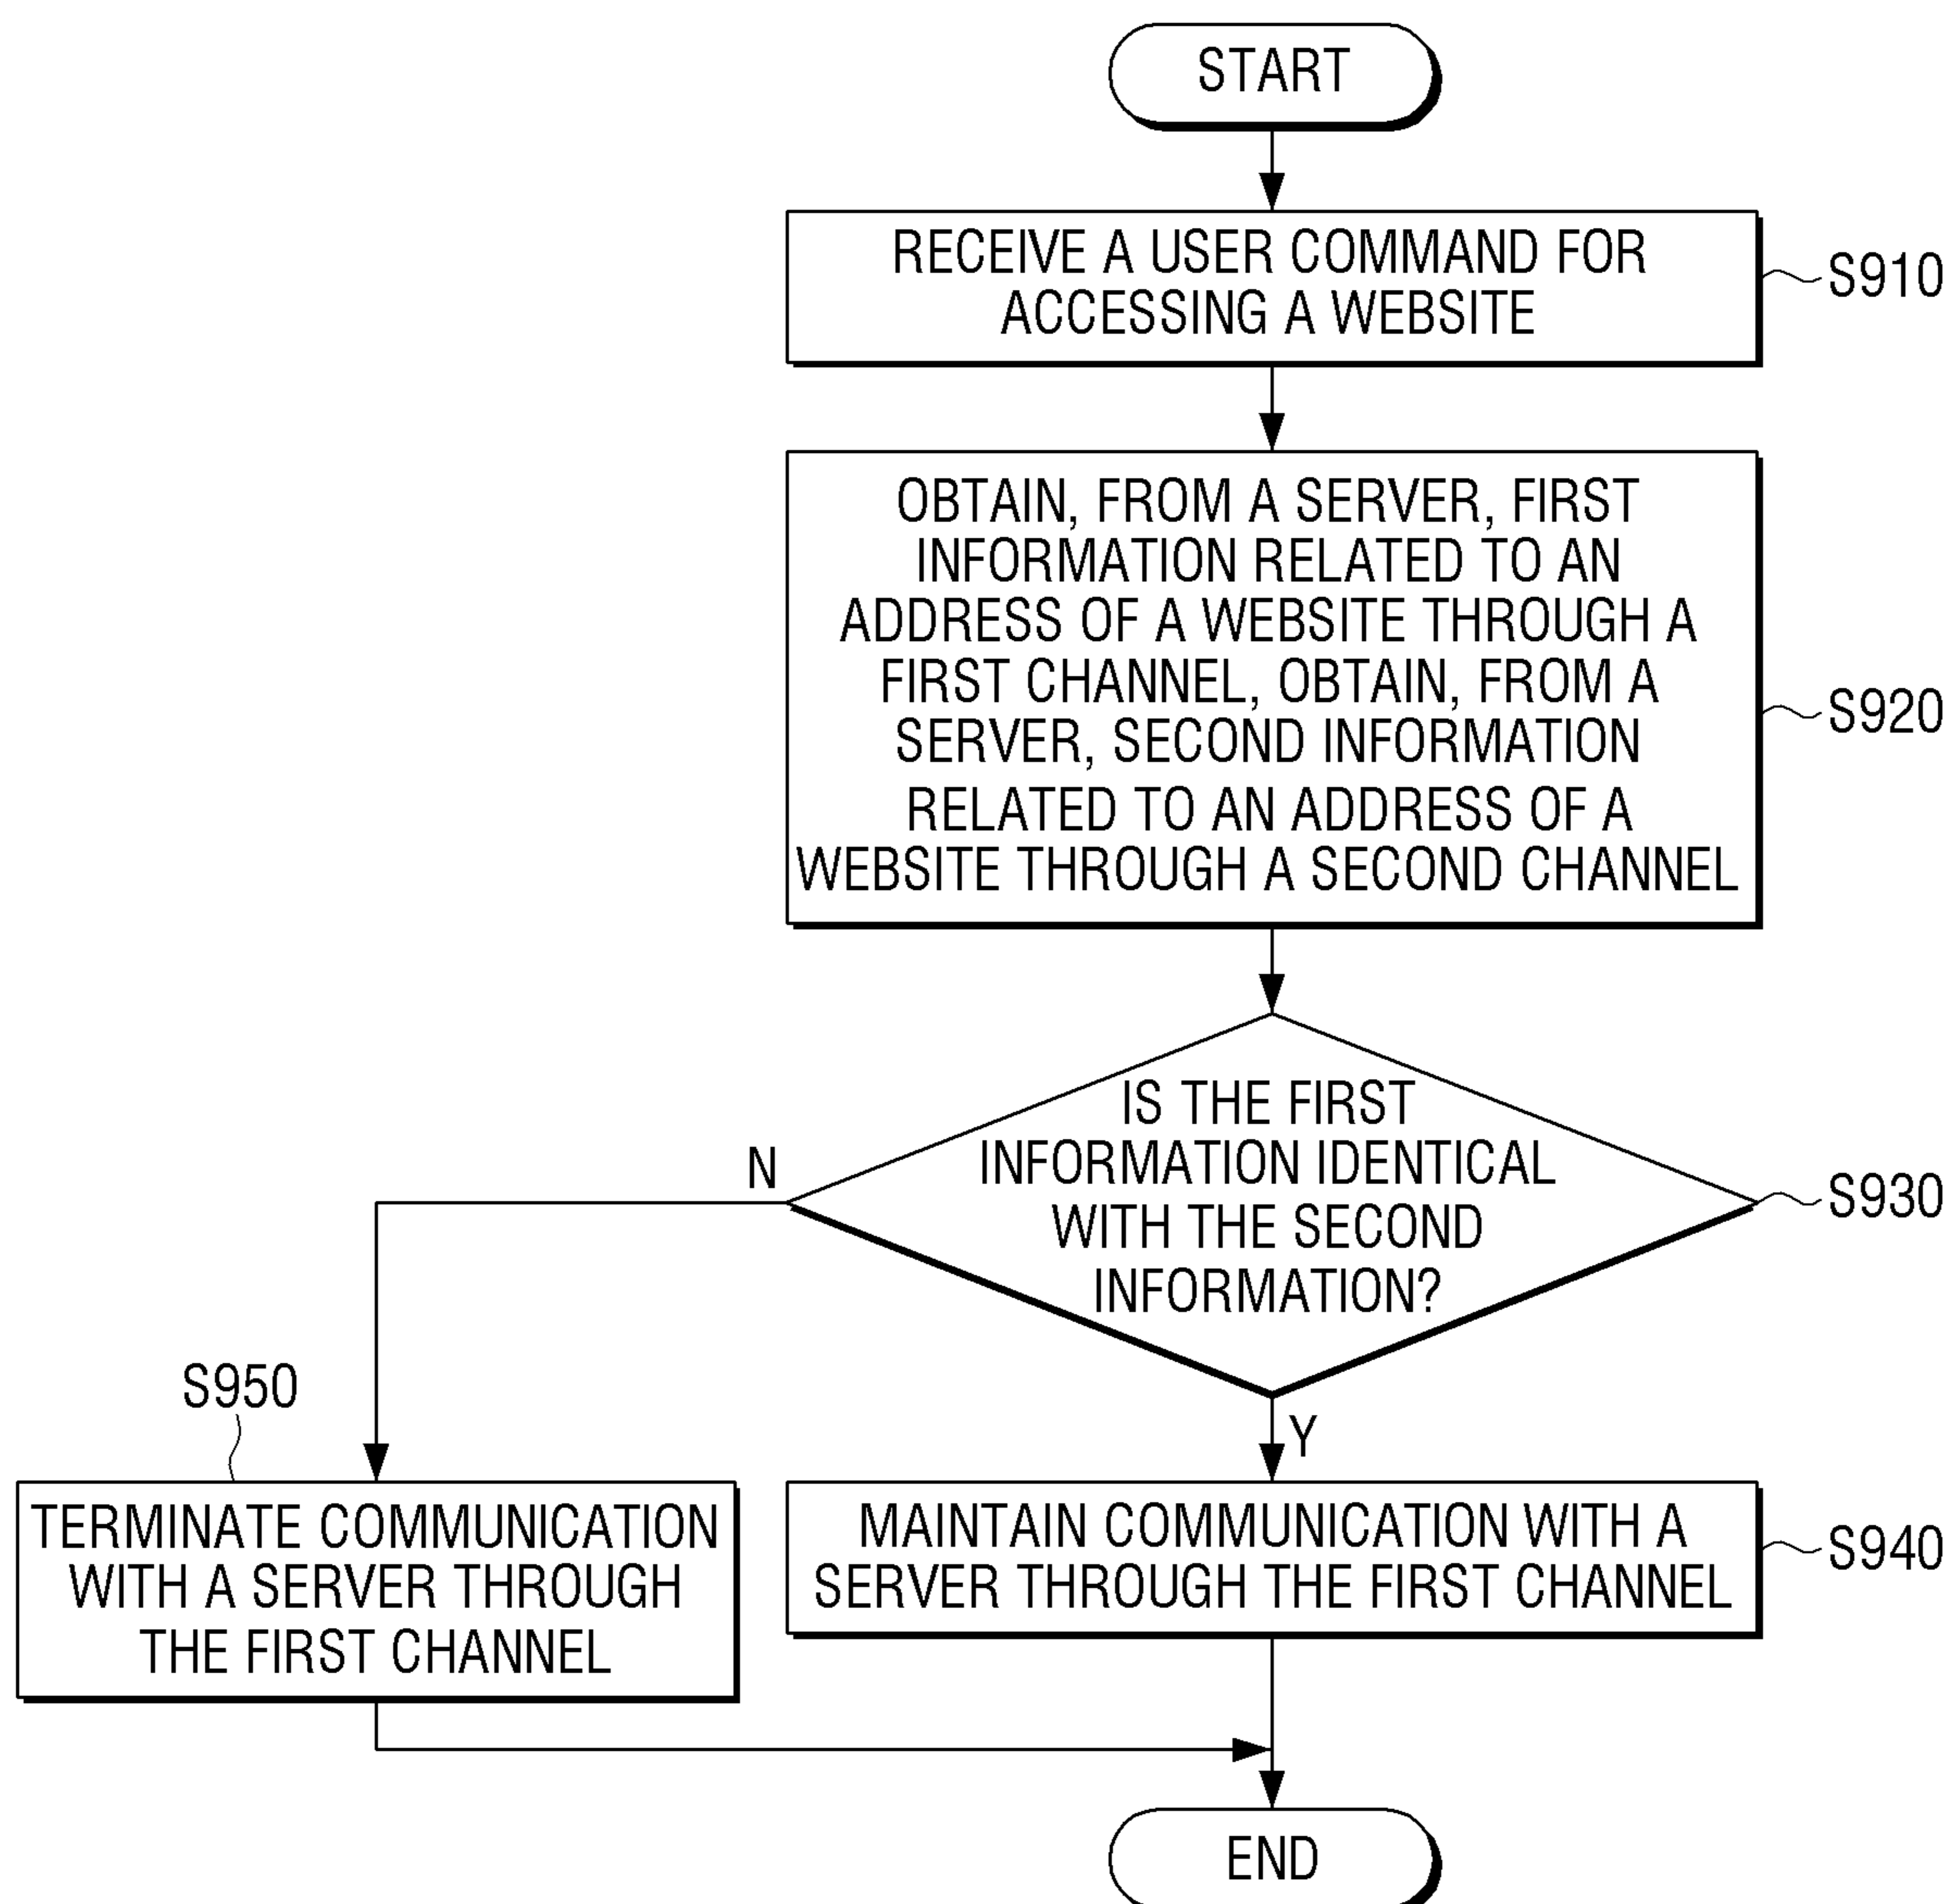 START
RECEIVE A USER COMMAND FOR
ACCESSING A WEBSITE
S910
OBTAIN, FROM A SERVER, FIRST
INFORMATION RELATED TO AN
ADDRESS OF A WEBSITE THROUGH A
FIRST CHANNEL, OBTAIN, FROM A
SERVER, SECOND INFORMATION
RELATED TO AN ADDRESS OF A
WEBSITE THROUGH A SECOND CHANNEL
S920
IS THE FIRST
INFORMATION IDENTICAL
WITH THE SECOND
INFORMATION?
S930
N
Y
S950
TERMINATE COMMUNICATION
WITH A SERVER THROUGH
THE FIRST CHANNEL
MAINTAIN COMMUNICATION WITH A
SERVER THROUGH THE FIRST CHANNEL
S940
END